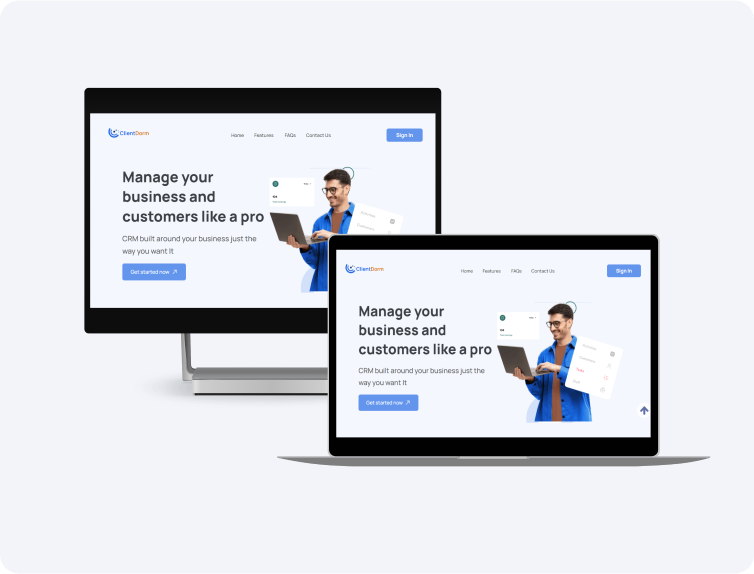 ClientDorm
Home Features FAQs Contact Us
Sign In
Manage your
business and
customers like a pro
CRM built around your business just the
way you want it
Get started now
ClientDorm
Home Features FAQs Contact Us
Sign In
Manage your
business and
customers like a pro
CRM built around your business just the
way you want it
Get started now
Tasks